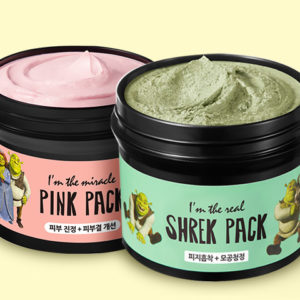 I'm the miracle
PINK PACK
피부 진정 + 피부결 개선
I'm the real
SHREK PACK
피지흡착 + 모공청정